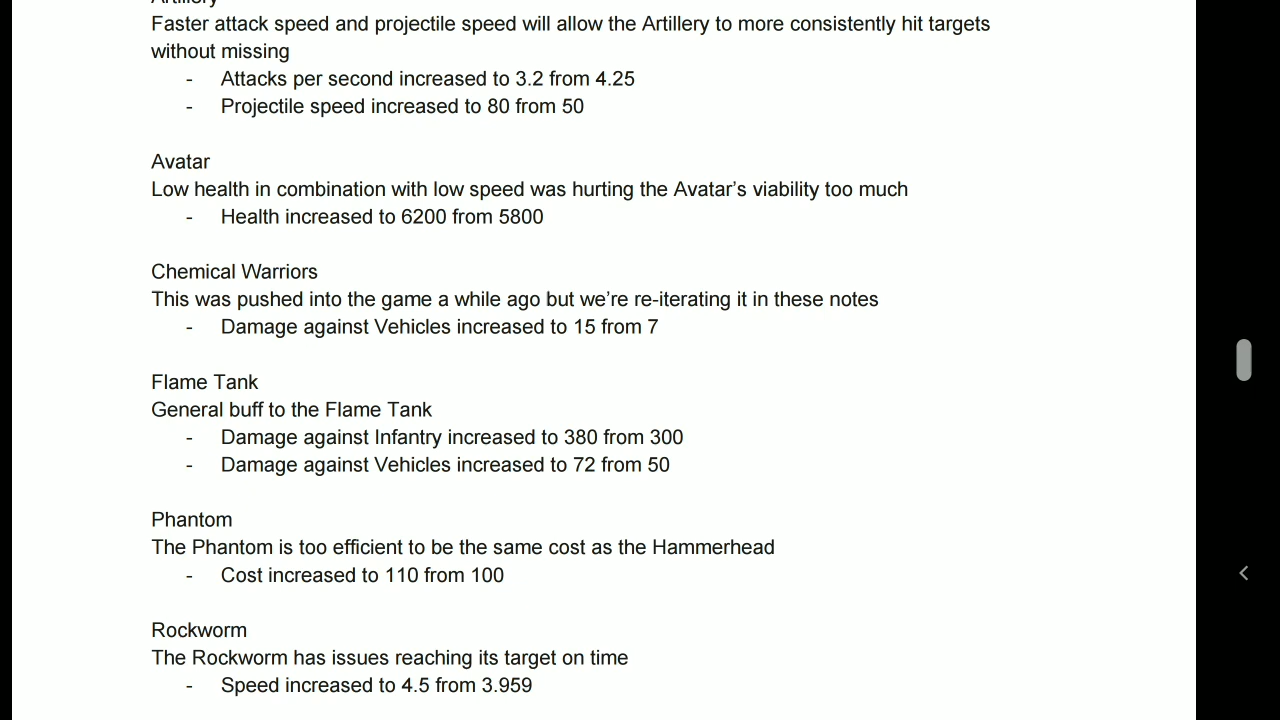 Artillery
Faster attack speed and projectile speed will allow the Artillery to more consistently hit targets
without missing
- Attacks per second increased to 3.2 from 4.25
- Projectile speed increased to 80 from 50
Avatar
Low health in combination with low speed was hurting the Avatar's viability too much
- Health increased to 6200 from 5800
Chemical Warriors
This was pushed into the game a while ago but we're re-iterating it in these notes
- Damage against Vehicles increased to 15 from 7
Flame Tank
General buff to the Flame Tank
- Damage against Infantry increased to 380 from 300
- Damage against Vehicles increased to 72 from 50
Phantom
The Phantom is too efficient to be the same cost as the Hammerhead
- Cost increased to 110 from 100
Rockworm
The Rockworm has issues reaching its target on time
- Speed increased to 4.5 from 3.959